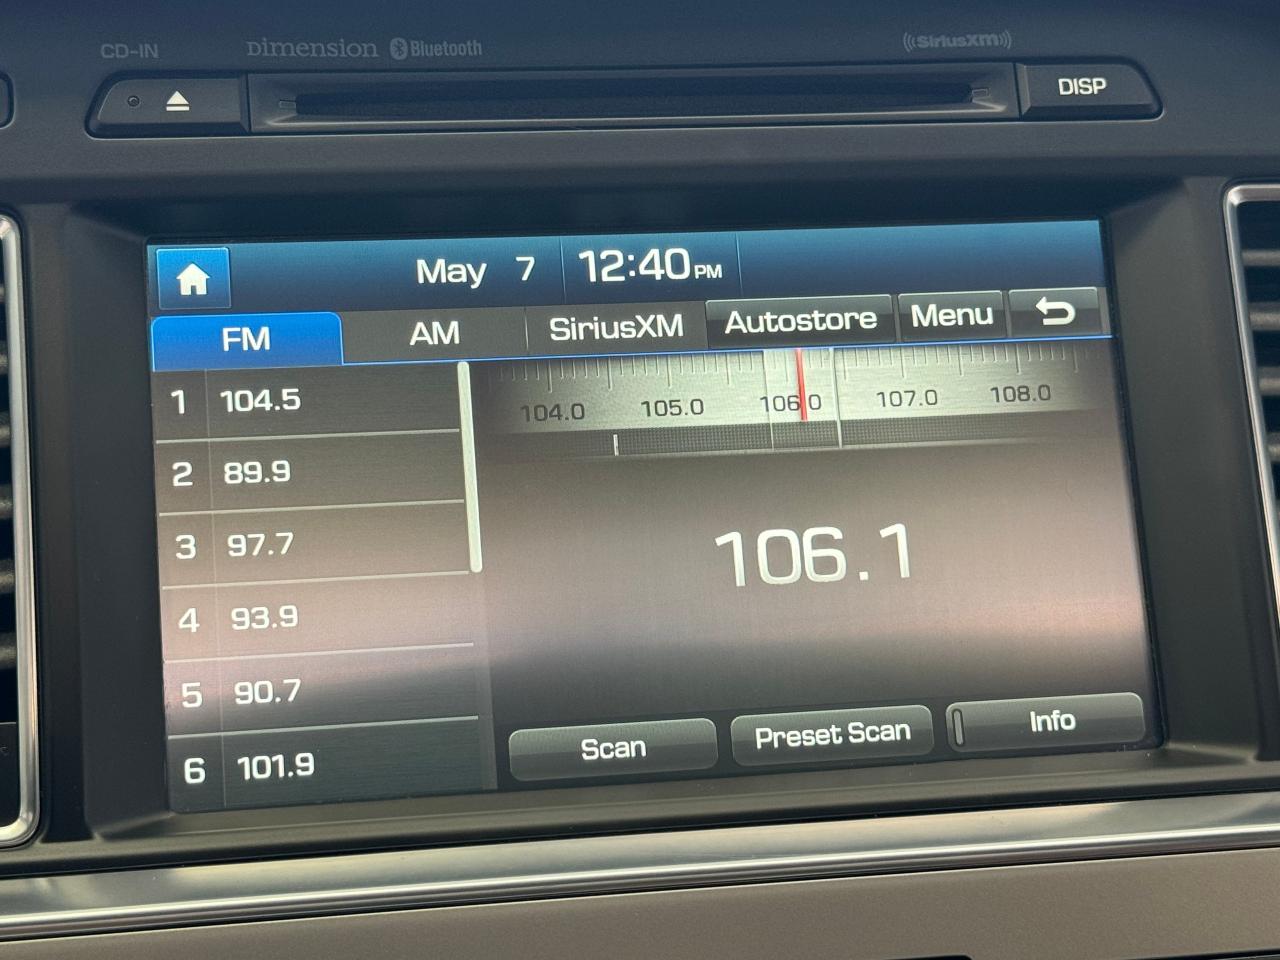 CD-IN
Dimension Bluetooth
SiriusXM
DISP
May 7 12:40 PM
FM AM SiriusXM Autostore Menu
1 104.5
2 89.9
3 97.7
4 93.9
5 90.7
6 101.9
104.0 105.0 106.0 107.0 108.0
106.1
Scan Preset Scan Info